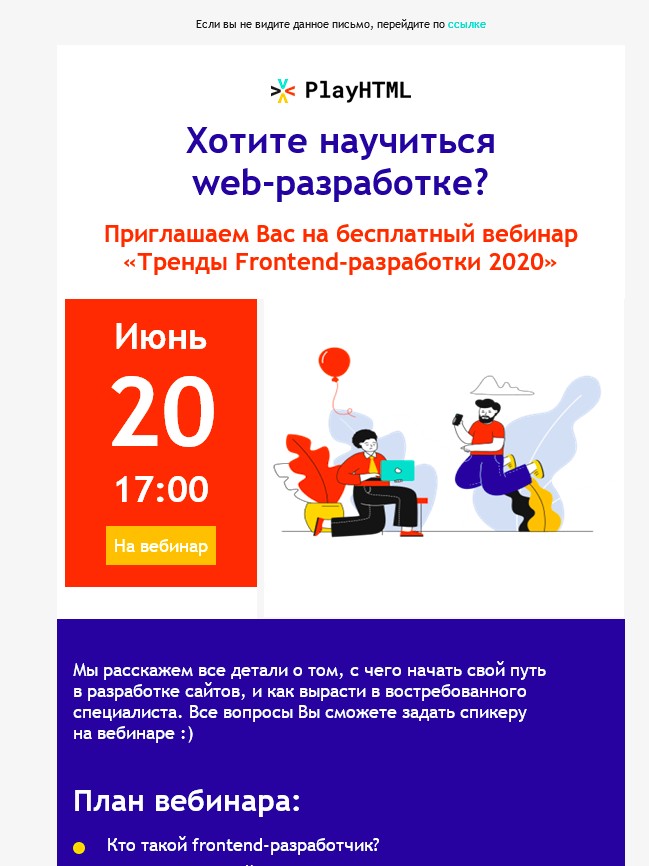 Если вы не видите данное письмо, перейдите по ссылке
PlayHTML
Хотите научиться
web-разработке?
Приглашаем Вас на бесплатный вебинар
«Тренды Frontend-разработки 2020»
Июнь
20
17:00
На вебинар
Мы расскажем все детали о том, с чего начать свой путь
в разработке сайтов, и как вырасти в востребованного
специалиста. Все вопросы Вы сможете задать спикеру
на вебинаре :)
План вебинара:
Кто такой frontend-разработчик?